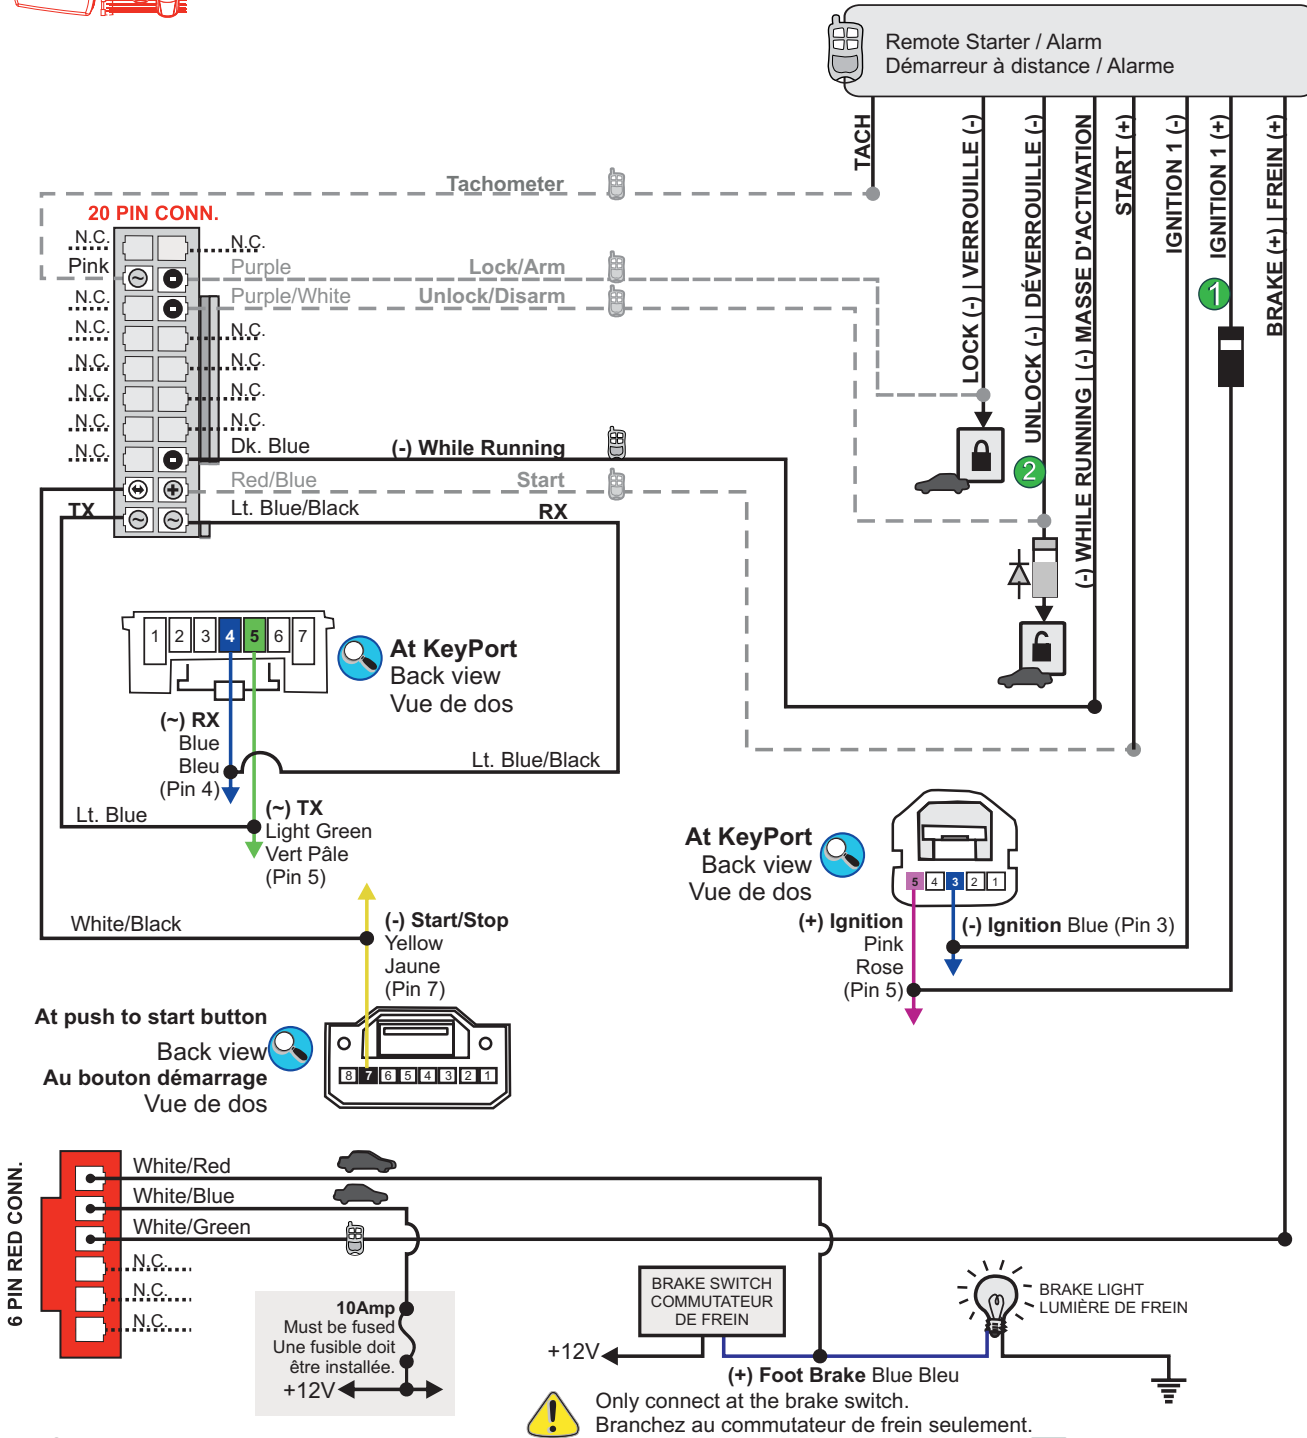 Remote Starter / Alarm
Démarreur à distance / Alarme
TACH
LOCK (-) | VERROUILLE (-)
UNLOCK (-) | DÉVERROUILLE (-)
(-) WHILE RUNNING | (-) MASSE D'ACTIVATION
START (+)
IGNITION 1 (-)
IGNITION 1 (+)
BRAKE (+) | FREIN (+)
1
2
Tachometer
20 PIN CONN.
N.C. N.C.
Pink Purple Lock/Arm
N.C. Purple/White Unlock/Disarm
N.C. N.C.
N.C. N.C.
N.C. N.C.
N.C. N.C.
N.C. Dk. Blue (-) While Running
Red/Blue Start
TX Lt. Blue/Black RX
1 2 3 4 5 6 7
At KeyPort
Back view
Vue de dos
(~) RX
Blue
Bleu
(Pin 4)
Lt. Blue/Black
Lt. Blue
(~) TX
Light Green
Vert Pâle
(Pin 5)
At KeyPort
Back view
Vue de dos
5 4 3 2 1
(+) Ignition
Pink
Rose
(Pin 5)
(-) Ignition Blue (Pin 3)
White/Black
(-) Start/Stop
Yellow
Jaune
(Pin 7)
At push to start button
Back view
Au bouton démarrage
Vue de dos
8 7 6 5 4 3 2 1
6 PIN RED CONN.
White/Red
White/Blue
White/Green
N.C.
N.C.
N.C.
10Amp
Must be fused
Une fusible doit
être installée.
+12V
BRAKE SWITCH
COMMUTATEUR
DE FREIN
+12V
BRAKE LIGHT
LUMIÈRE DE FREIN
(+) Foot Brake Blue Bleu
Only connect at the brake switch.
Branchez au commutateur de frein seulement.